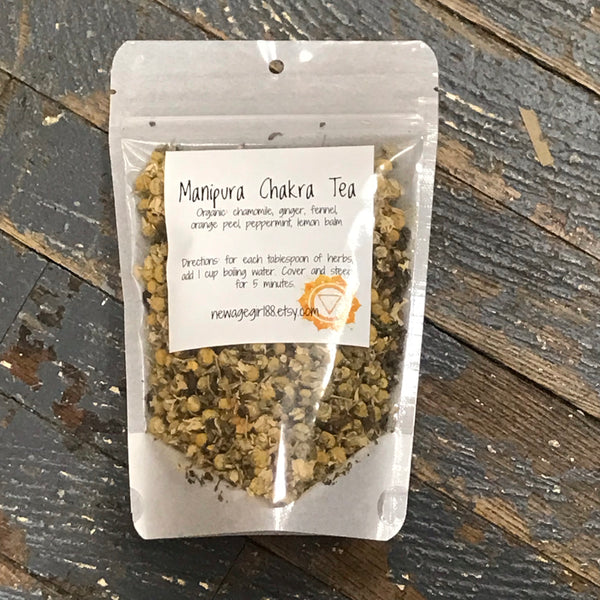 Manipura Chakra Tea
Organic: chamomile, ginger, fennel,
orange peel, peppermint, lemon balm
Directions: for each tablespoon of herbs,
add 1 cup boiling water. Cover and steep
for 5 minutes.
newagegirl88.etsy.com